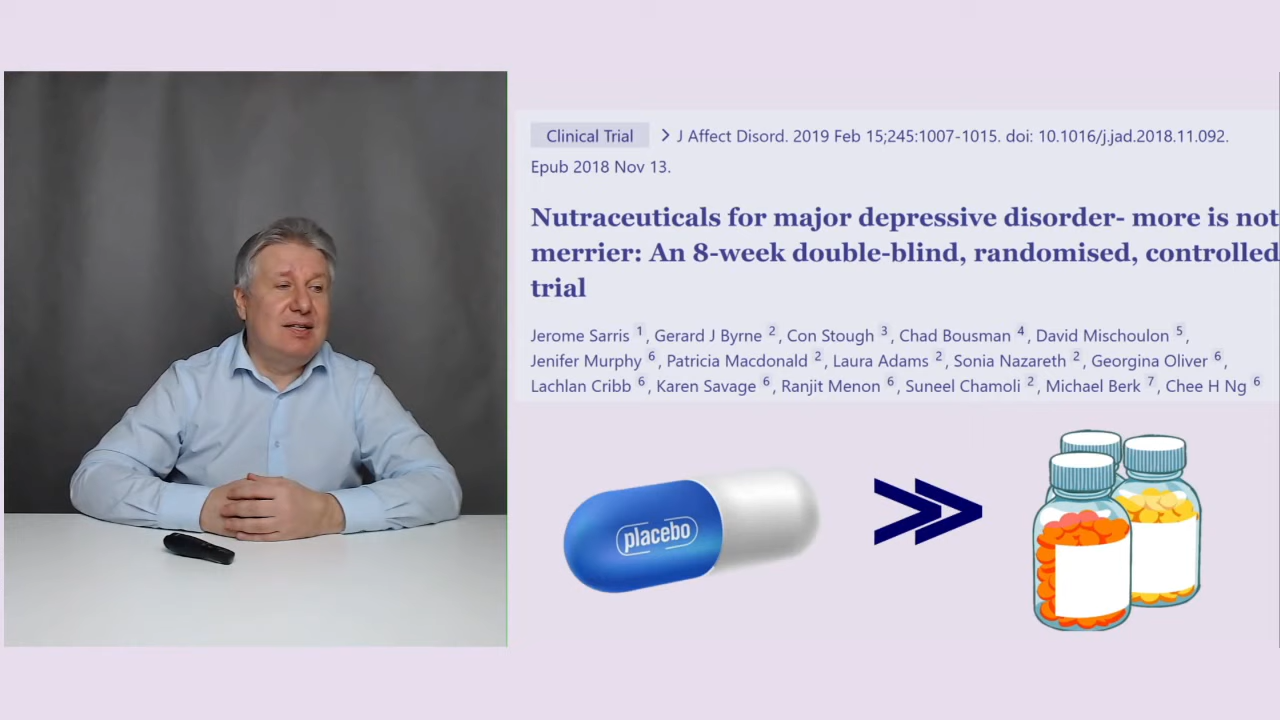 Clinical Trial > J Affect Disord. 2019 Feb 15;245:1007-1015. doi: 10.1016/j.jad.2018.11.092.
Epub 2018 Nov 13.
Nutraceuticals for major depressive disorder- more is not
merrier: An 8-week double-blind, randomised, controlled
trial
Jerome Sarris 1, Gerard J Byrne 2, Con Stough 3, Chad Bousman 4, David Mischoulon 5,
Jenifer Murphy 6, Patricia Macdonald 2, Laura Adams 2, Sonia Nazareth 2, Georgina Oliver 6,
Lachlan Cribb 6, Karen Savage 6, Ranjit Menon 6, Suneel Chamoli 2, Michael Berk 7, Chee H Ng 6
placebo